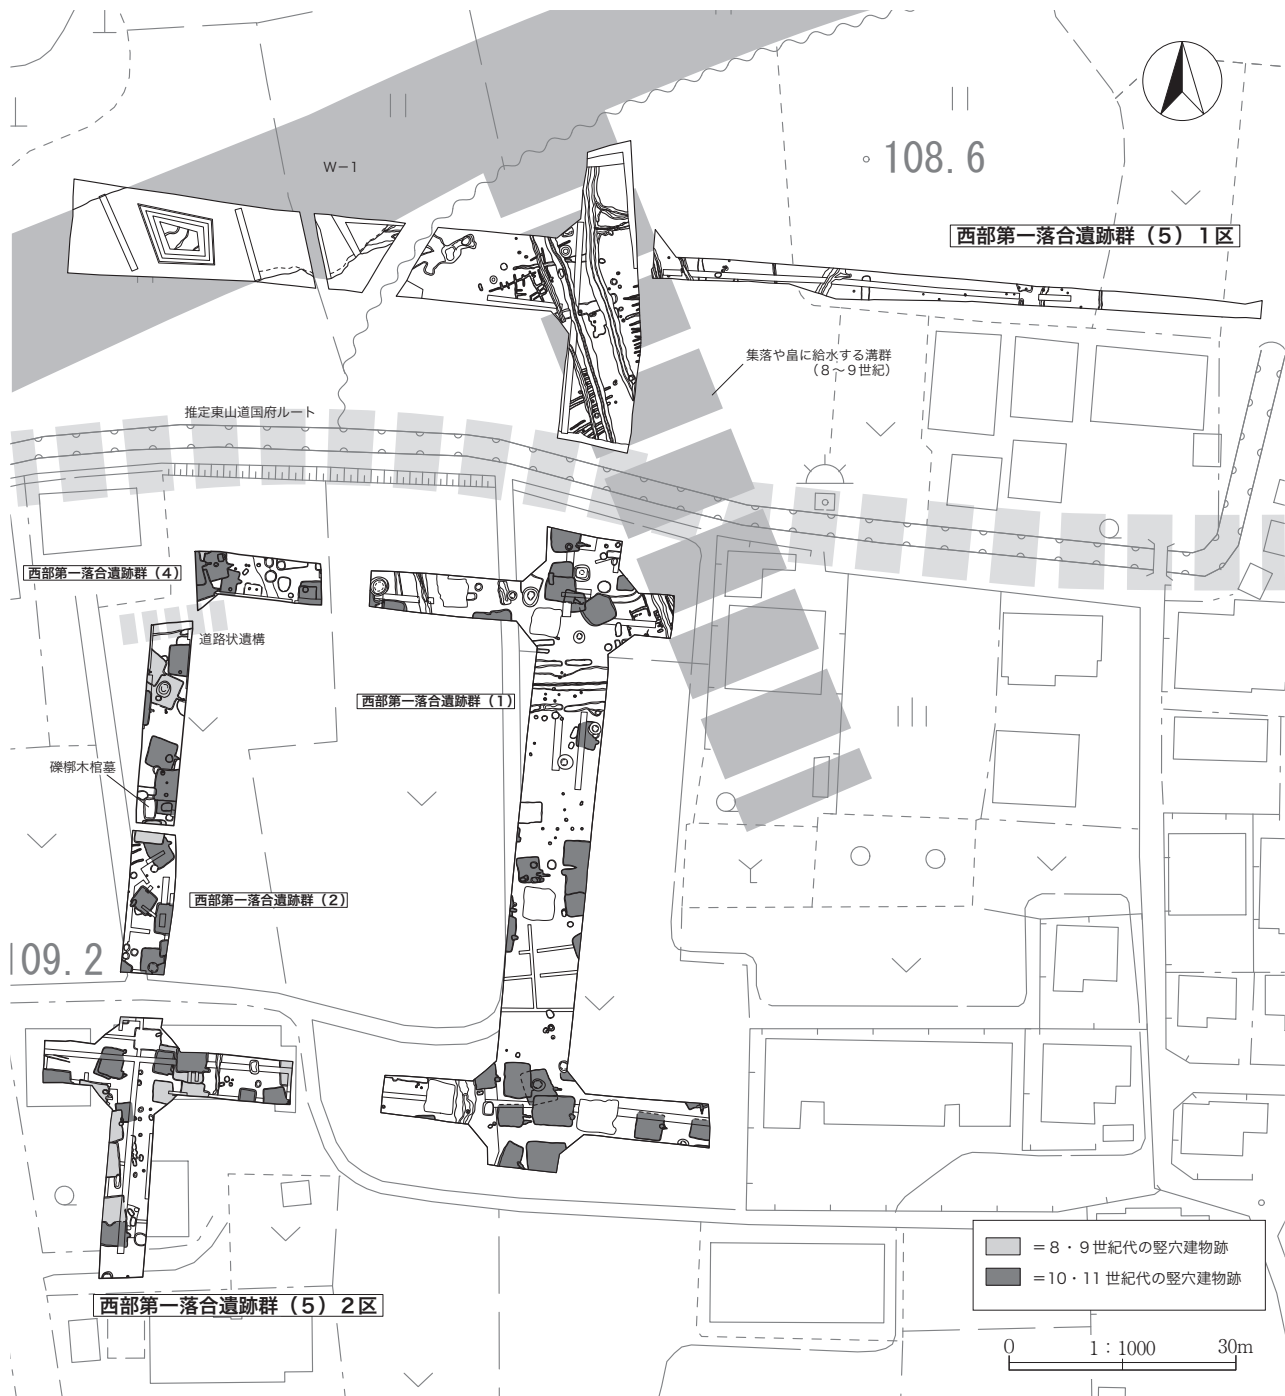 W－1
108.6
西部第一落合遺跡群（5）1区
集落や畠に給水する溝群
（8～9世紀）
推定東山道国府ルート
西部第一落合遺跡群（4）
道路状遺構
西部第一落合遺跡群（1）
礫槨木棺墓
西部第一落合遺跡群（2）
109.2
西部第一落合遺跡群（5）2区
＝8・9世紀代の竪穴建物跡
＝10・11世紀代の竪穴建物跡
0 1：1000 30m